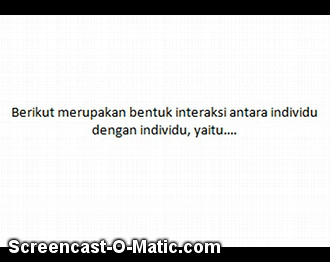 Berikut merupakan bentuk interaksi antara individu
dengan individu, yaitu....
Screencast-O-Matic.com